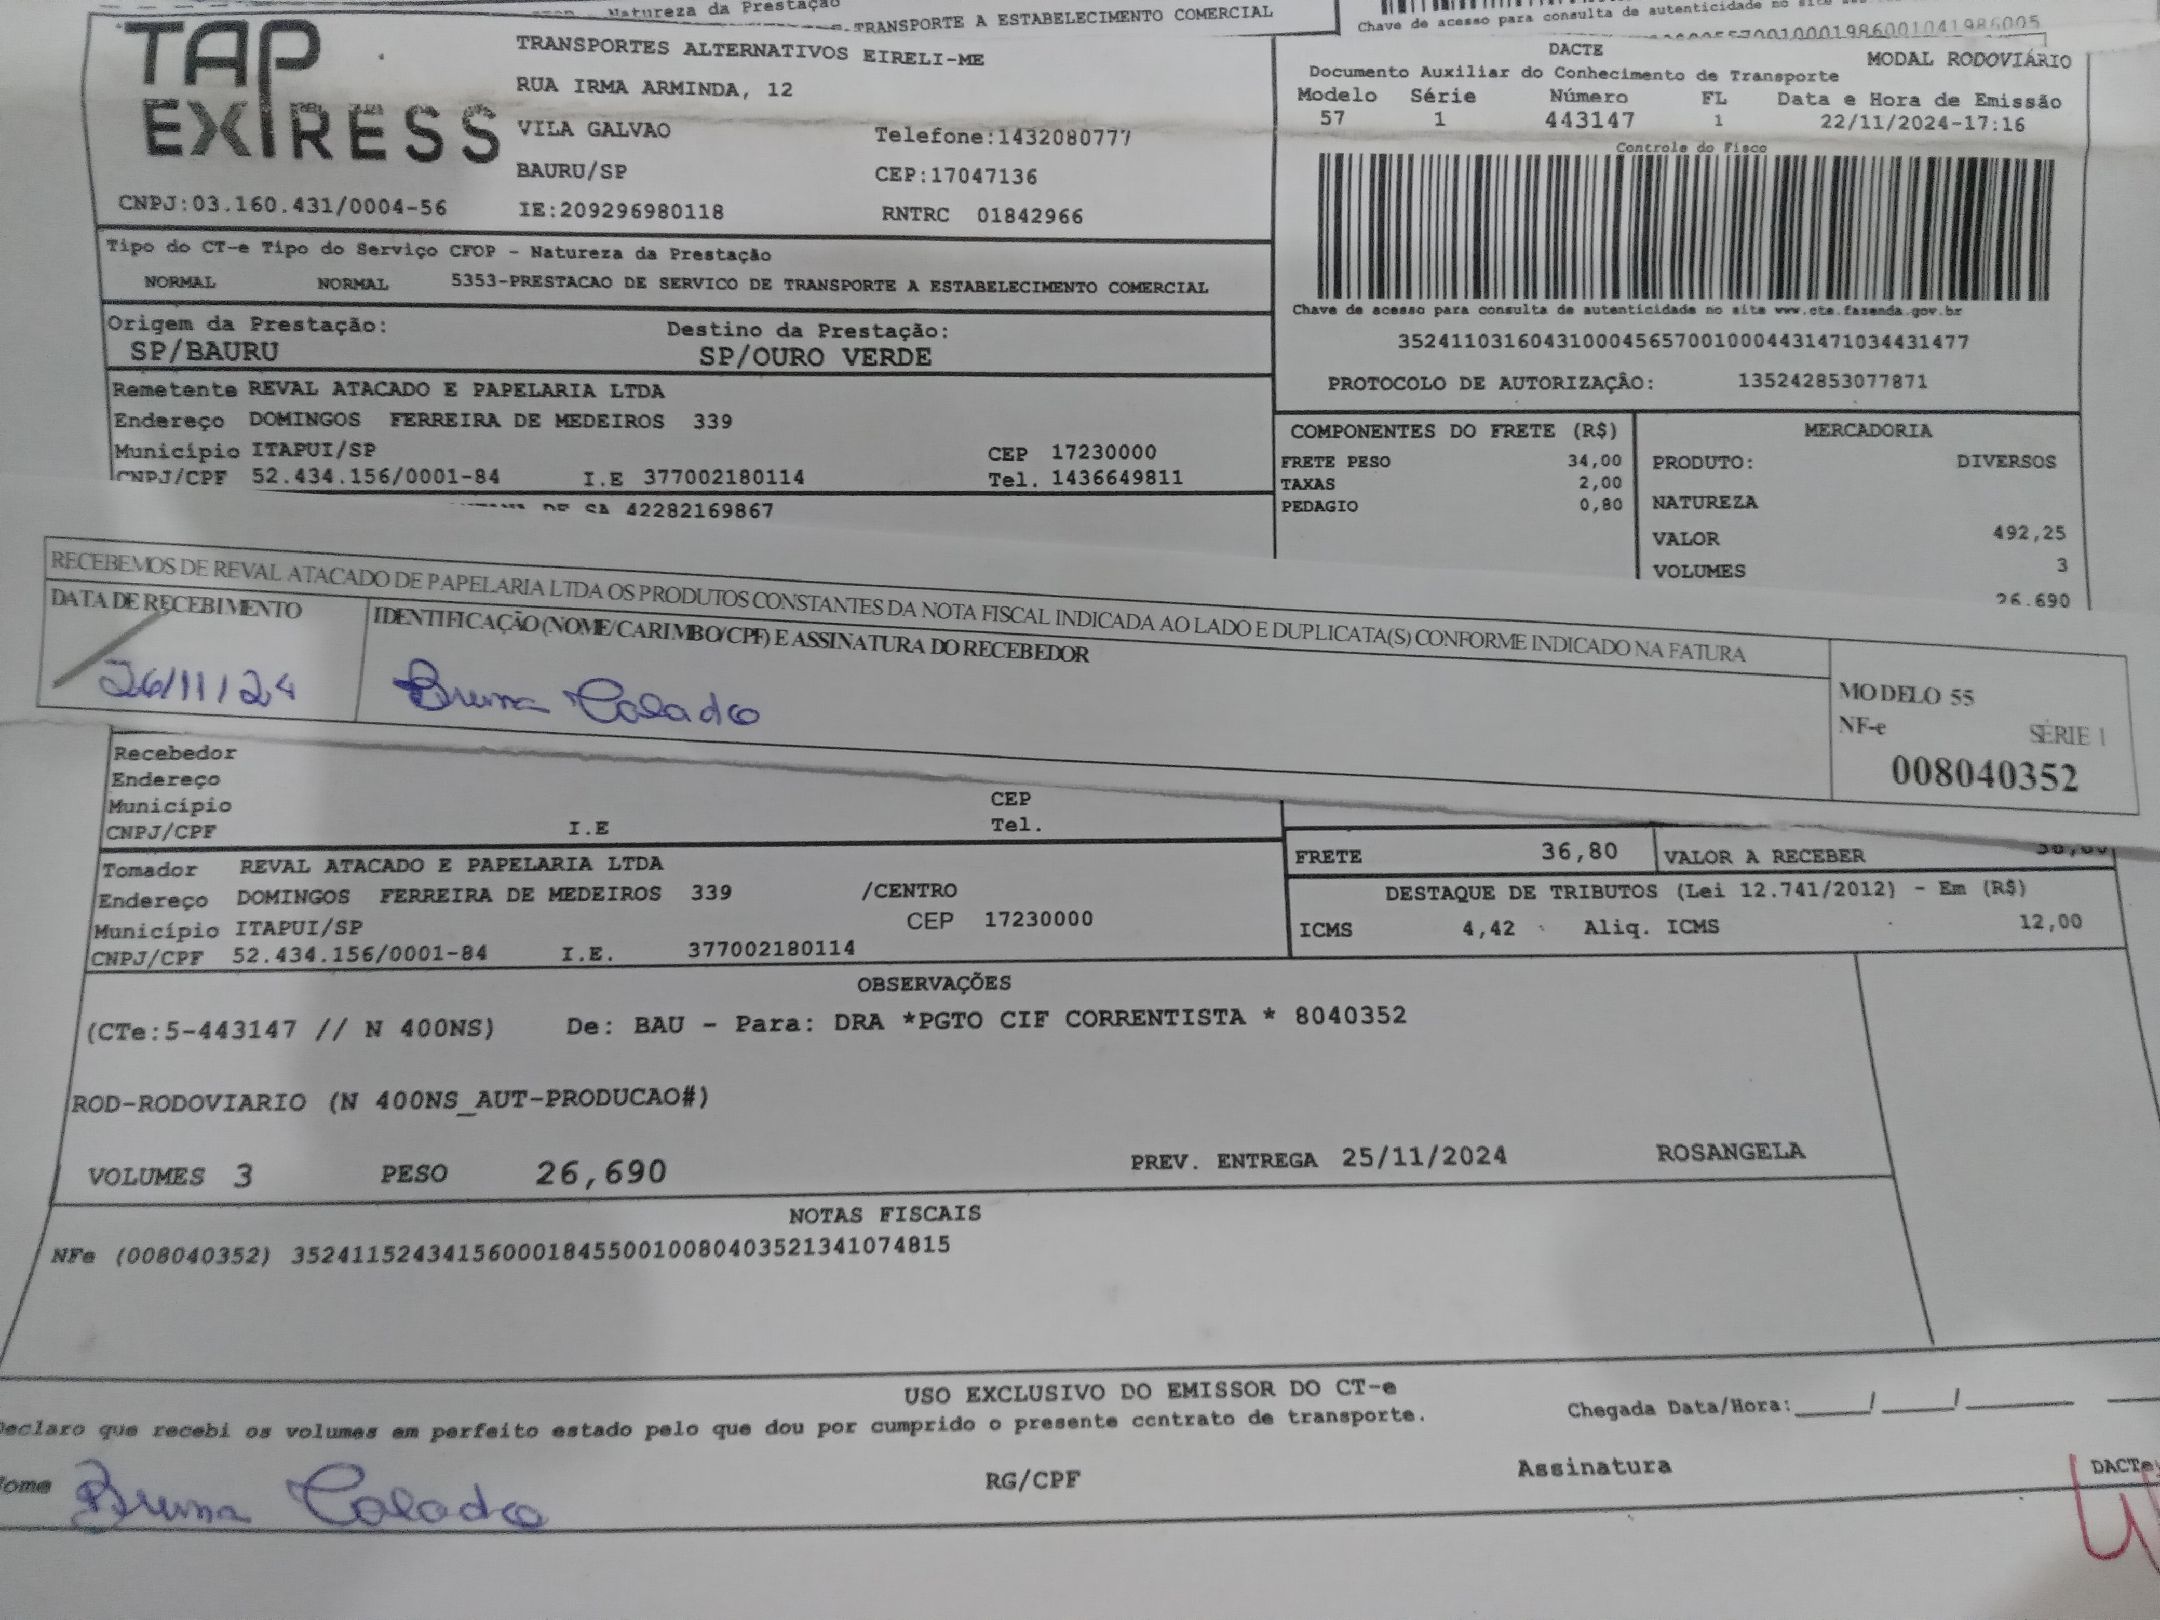 Natureza da Prestação
TRANSPORTE A ESTABELECIMENTO COMERCIAL
Chave de acesso para consulta de autenticidade no site
TAP EXPRESS
TRANSPORTES ALTERNATIVOS EIRELI-ME
RUA IRMA ARMINDA, 12
VILA GALVAO Telefone:1432080777
BAURU/SP CEP:17047136
CNPJ:03.160.431/0004-56 IE:209296980118 RNTRC 01842966
DACTE MODAL RODOVIÁRIO
Documento Auxiliar do Conhecimento de Transporte
Modelo Série Número FL Data e Hora de Emissão
57 1 443147 1 22/11/2024-17:16
Controle do Fisco
Chave de acesso para consulta de autenticidade no site www.cte.fazenda.gov.br
35241103160431000456570010004431471034431477
PROTOCOLO DE AUTORIZAÇÃO: 135242853077871
Tipo do CT-e Tipo do Serviço CFOP - Natureza da Prestação
NORMAL NORMAL 5353-PRESTACAO DE SERVICO DE TRANSPORTE A ESTABELECIMENTO COMERCIAL
Origem da Prestação: Destino da Prestação:
SP/BAURU SP/OURO VERDE
Remetente REVAL ATACADO E PAPELARIA LTDA
Endereço DOMINGOS FERREIRA DE MEDEIROS 339
Município ITAPUI/SP CEP 17230000
CNPJ/CPF 52.434.156/0001-84 I.E 377002180114 Tel. 1436649811
DE SA 42282169867
COMPONENTES DO FRETE (R$) MERCADORIA
FRETE PESO 34,00 PRODUTO: DIVERSOS
TAXAS 2,00
PEDAGIO 0,80 NATUREZA
VALOR 492,25
VOLUMES 3
26.690
RECEBEMOS DE REVAL ATACADO DE PAPELARIA LTDA OS PRODUTOS CONSTANTES DA NOTA FISCAL INDICADA AO LADO E DUPLICATA(S) CONFORME INDICADO NA FATURA
DATA DE RECEBIMENTO IDENTIFICAÇÃO (NOME/CARIMBO/CPF) E ASSINATURA DO RECEBEDOR
26/11/24 Bruna Calado
MODELO 55
NF-e SÉRIE 1
008040352
Recebedor
Endereço
Município CEP
CNPJ/CPF I.E Tel.
Tomador REVAL ATACADO E PAPELARIA LTDA
Endereço DOMINGOS FERREIRA DE MEDEIROS 339 /CENTRO
Município ITAPUI/SP CEP 17230000
CNPJ/CPF 52.434.156/0001-84 I.E. 377002180114
FRETE 36,80 VALOR A RECEBER
DESTAQUE DE TRIBUTOS (Lei 12.741/2012) - Em (R$)
ICMS 4,42 Aliq. ICMS 12,00
OBSERVAÇÕES
(CTe:5-443147 // N 400NS) De: BAU - Para: DRA *PGTO CIF CORRENTISTA * 8040352
ROD-RODOVIARIO (N 400NS_AUT-PRODUCAO#)
VOLUMES 3 PESO 26,690 PREV. ENTREGA 25/11/2024 ROSANGELA
NOTAS FISCAIS
NFe (008040352) 35241152434156000184550010080403521341074815
USO EXCLUSIVO DO EMISSOR DO CT-e
Declaro que recebi os volumes em perfeito estado pelo que dou por cumprido o presente contrato de transporte. Chegada Data/Hora:____/____/____
Nome Bruna Calado RG/CPF Assinatura DACTe